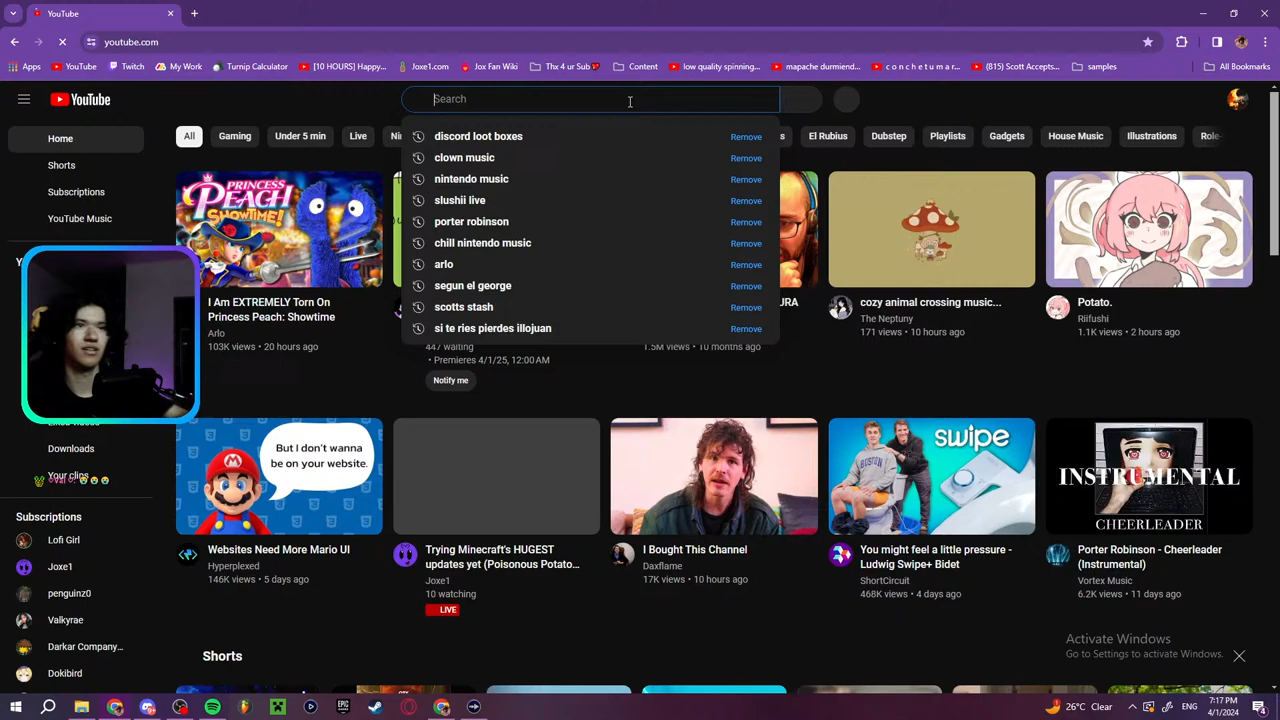 YouTube
youtube.com
Apps
YouTube
Twitch
My Work
Turnip Calculator
[10 HOURS] Happy...
Joxe1.com
Jox Fan Wiki
Thx 4 ur Sub
Content
low quality spinning...
mapache durmiend...
c o n c h e t u m a r...
(815) Scott Accepts...
samples
All Bookmarks
YouTube
Search
Home
Shorts
Subscriptions
YouTube Music
Downloads
Your clips
Subscriptions
Lofi Girl
Joxe1
penguinz0
Valkyrae
Darkar Company...
Dokibird
All
Gaming
Under 5 min
Live
El Rubius
Dubstep
Playlists
Gadgets
House Music
Illustrations
Role-
discord loot boxes Remove
clown music Remove
nintendo music Remove
slushii live Remove
porter robinson Remove
chill nintendo music Remove
arlo Remove
segun el george Remove
scotts stash Remove
si te ries pierdes illojuan Remove
PRINCESS
PEACH
SHOWTIME!
I Am EXTREMELY Torn On
Princess Peach: Showtime
Arlo
103K views • 20 hours ago
447 waiting
• Premieres 4/1/25, 12:00AM
Notify me
1.5M views • 10 months ago
cozy animal crossing music...
The Neptuny
171 views • 10 hours ago
Potato.
Riifushi
1.1K views • 2 hours ago
But I don't wanna
be on your website.
Websites Need More Mario UI
Hyperplexed
146K views • 5 days ago
Trying Minecraft's HUGEST
updates yet (Poisonous Potato...
Joxe1
10 watching
LIVE
I Bought This Channel
Daxflame
17K views • 10 hours ago
swipe
BOSTON
You might feel a little pressure -
Ludwig Swipe+ Bidet
ShortCircuit
468K views • 4 days ago
INSTRUMENTAL
CHEERLEADER
Porter Robinson - Cheerleader
(Instrumental)
Vortex Music
6.2K views • 11 days ago
Shorts
Activate Windows
Go to Settings to activate Windows.
EPIC
GAMES
26°C Clear
7:17 PM
4/1/2024